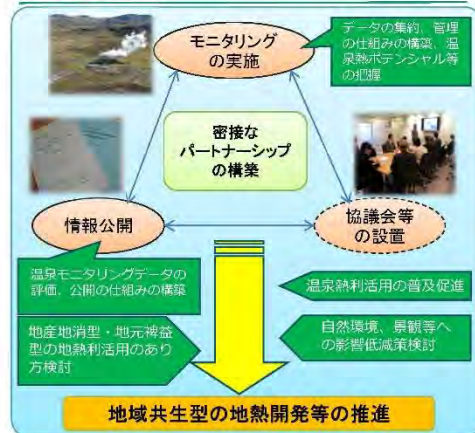 モニタリング
の実施
データの集約、管理
の仕組みの構築、温
泉熱ポテンシャル等
の把握
密接な
パートナーシップ
の構築
情報公開
協議会等
の設置
温泉モニタリングデータの
評価、公開の仕組みの構築
温泉熱利活用の普及促進
地産地消型・地元裨益
型の地熱利活用のあり
方検討
自然環境、景観等へ
の影響低減策検討
地域共生型の地熱開発等の推進